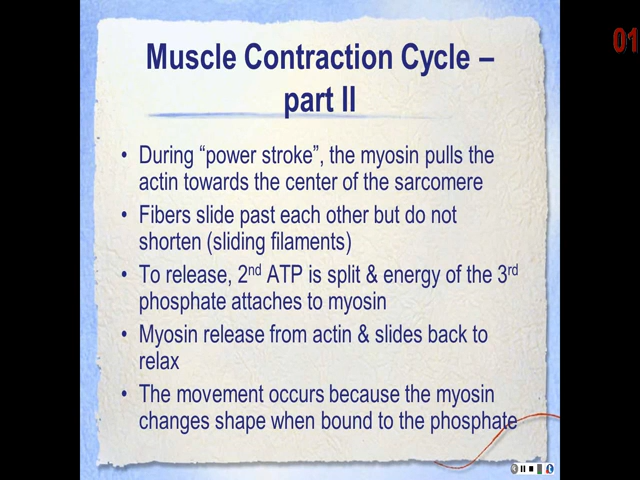 01
Muscle Contraction Cycle –
part II
• During “power stroke”, the myosin pulls the
actin towards the center of the sarcomere
• Fibers slide past each other but do not
shorten (sliding filaments)
• To release, 2nd ATP is split & energy of the 3rd
phosphate attaches to myosin
• Myosin release from actin & slides back to
relax
• The movement occurs because the myosin
changes shape when bound to the phosphate